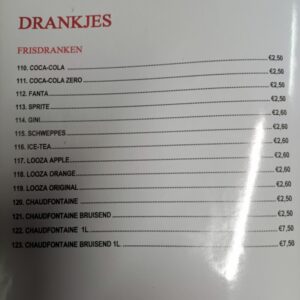 DRANKJES
FRISDRANKEN
110. COCA-COLA €2,50
111. COCA-COLA ZERO €2,50
112. FANTA €2,50
113. SPRITE €2,60
114. GINI €2,60
115. SCHWEPPES €2,60
116. ICE-TEA €2,60
117. LOOZA APPLE €2,60
118. LOOZA ORANGE €2,60
119. LOOZA ORIGINAL €2,60
120. CHAUDFONTAINE €2,50
121. CHAUDFONTAINE BRUISEND €2,50
122. CHAUDFONTAINE 1L €7,50
123. CHAUDFONTAINE BRUISEND 1L €7,50